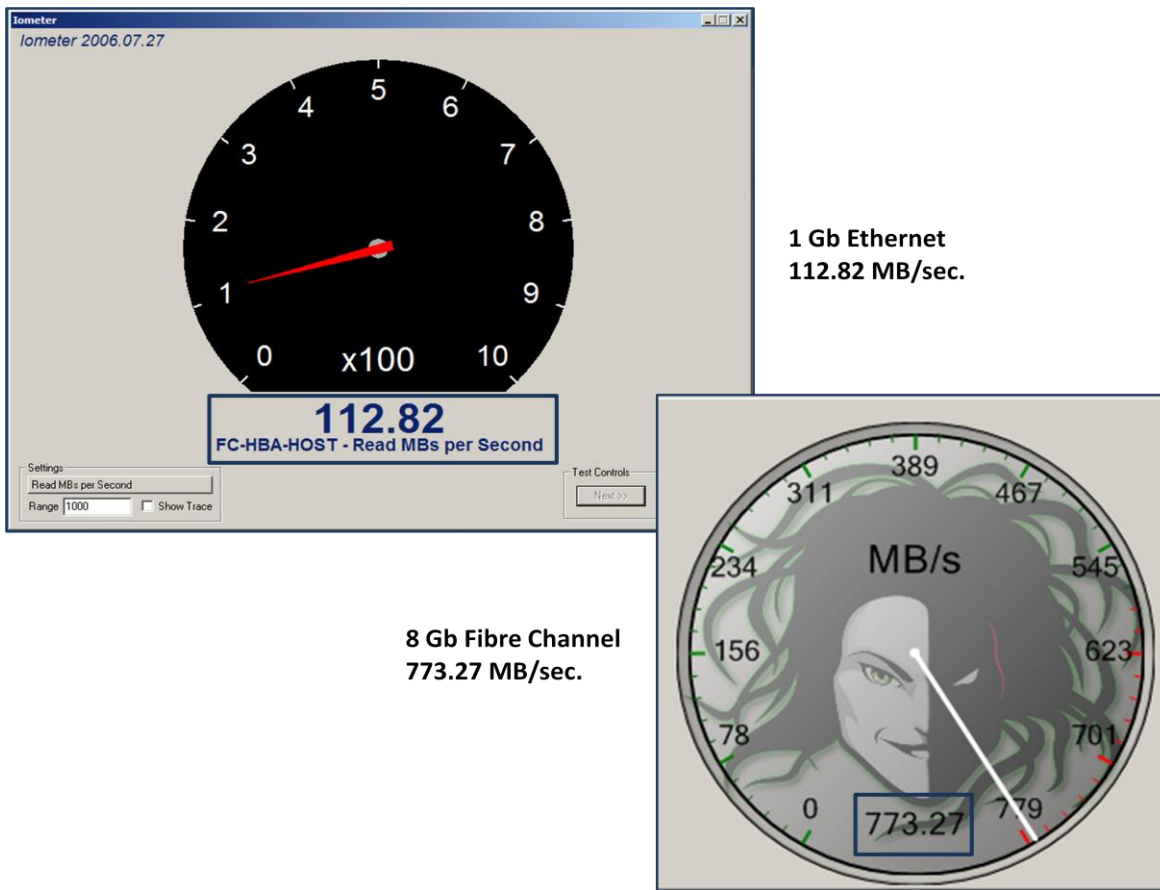 Iometer
Iometer 2006.07.27
5
4
6
3
7
2
8
1
9
0
x100
10
112.82
FC-HBA-HOST - Read MBs per Second
Settings
Read MBs per Second
Range 1000
Show Trace
Test Controls
Next >>
1 Gb Ethernet
112.82 MB/sec.
8 Gb Fibre Channel
773.27 MB/sec.
389
311
467
MB/s
234
545
156
623
78
701
0
779
773.27